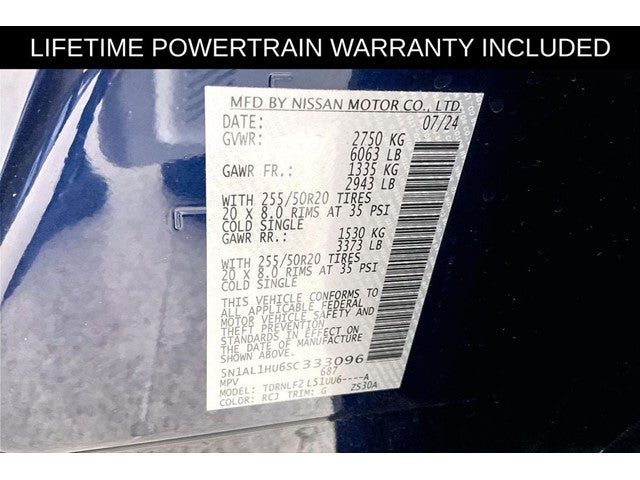 LIFETIME POWERTRAIN WARRANTY INCLUDED
MFD BY NISSAN MOTOR CO., LTD.
DATE: 07/24
GVWR: 2750 KG
6063 LB
GAWR FR.: 1335 KG
2943 LB
WITH 255/50R20 TIRES
20 X 8.0 RIMS AT 35 PSI
COLD SINGLE
GAWR RR.: 1530 KG
3373 LB
WITH 255/50R20 TIRES
20 X 8.0 RIMS AT 35 PSI
COLD SINGLE
THIS VEHICLE CONFORMS TO
ALL APPLICABLE FEDERAL
MOTOR VEHICLE SAFETY AND
THEFT PREVENTION
STANDARDS IN EFFECT ON
THE DATE OF MANUFACTURE
SHOWN ABOVE.
5N1AL1HU6SC333096
MPV 687
MODEL: TDRNLF2 L51UU6----A
COLOR: RCJ TRIM: G ZS30A